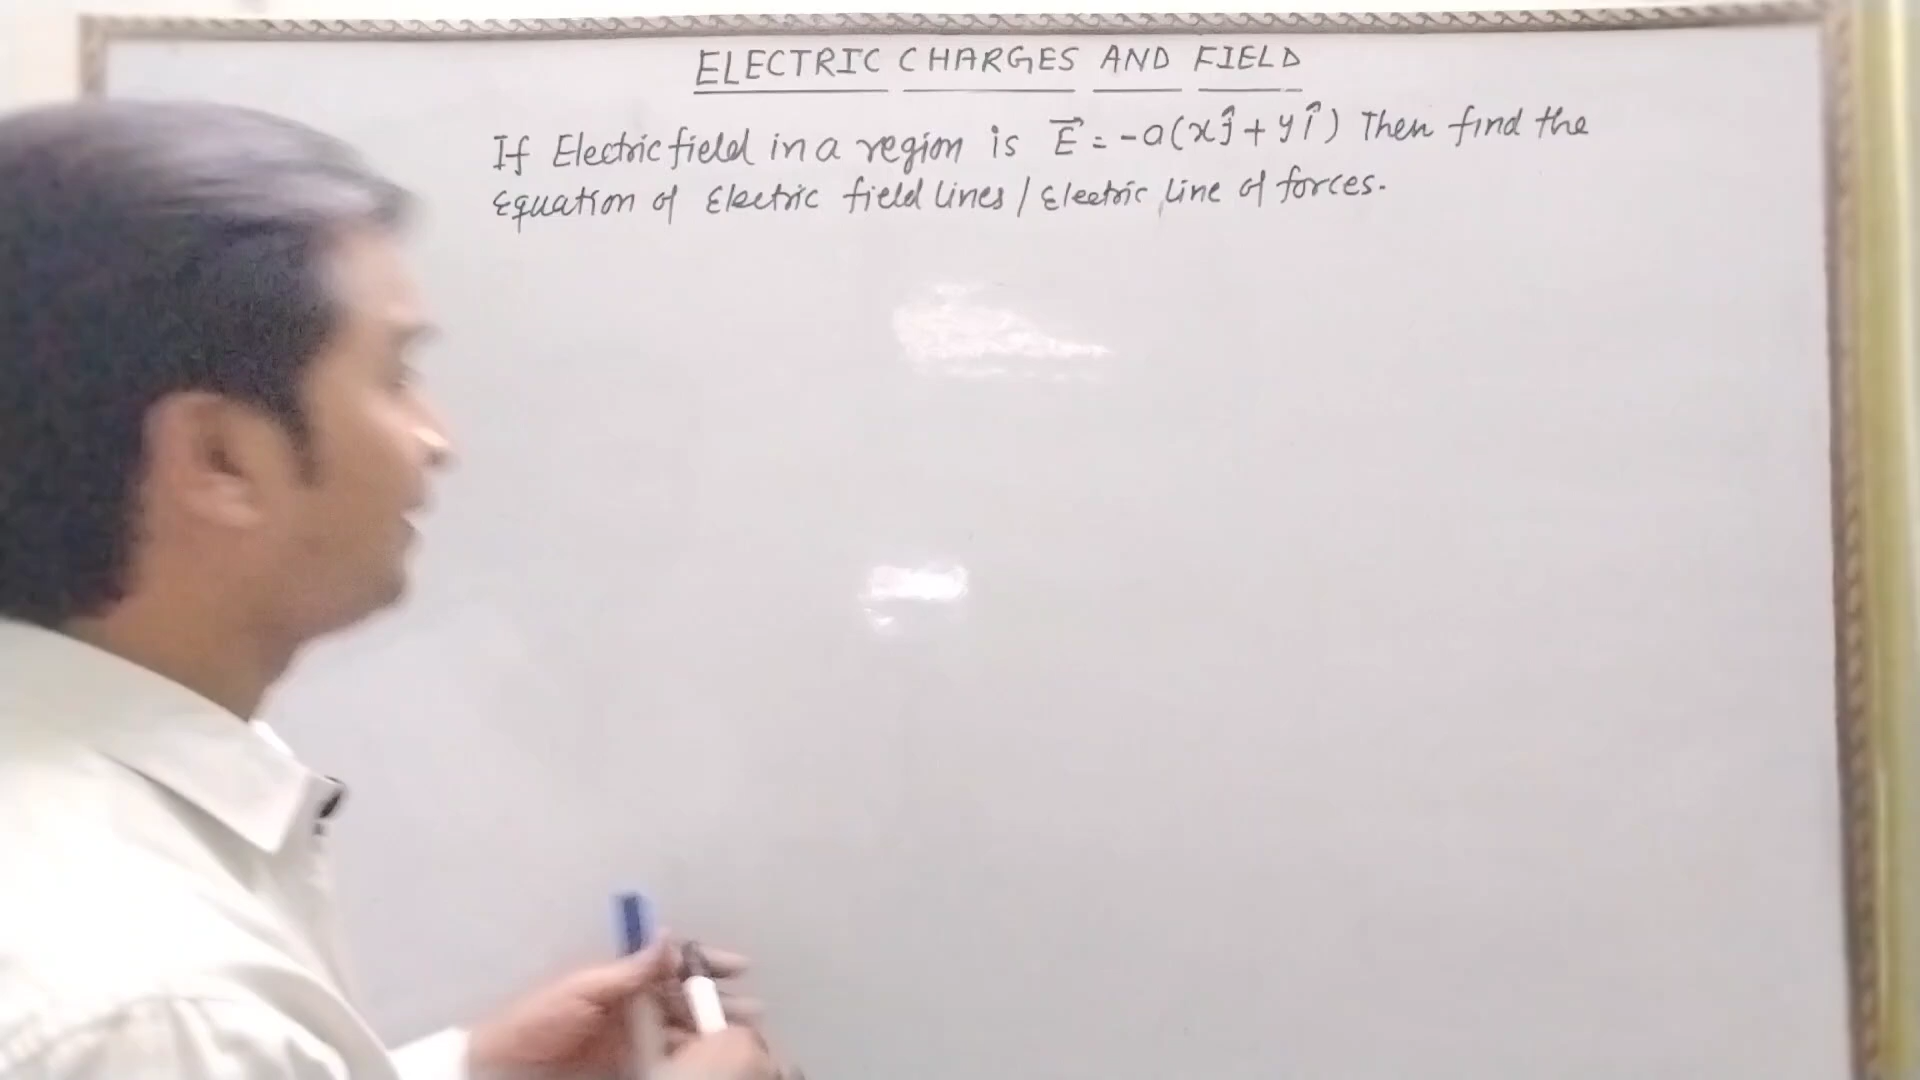 ELECTRIC CHARGES AND FIELD
If Electric field in a region is E⃗ = -a(xĵ + yî) Then find the
Equation of Electric field lines / Electric line of forces.